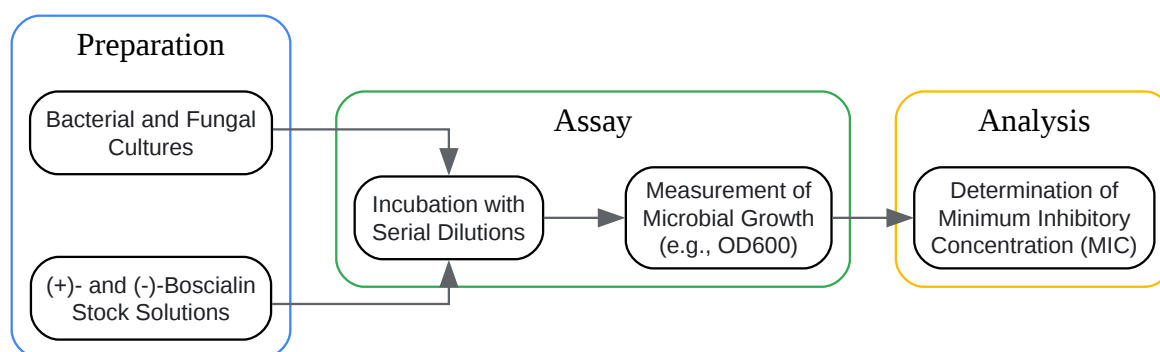 Preparation
Bacterial and Fungal
Cultures
(+)- and (-)-Boscialin
Stock Solutions
Assay
Incubation with
Serial Dilutions
Measurement of
Microbial Growth
(e.g., OD600)
Analysis
Determination of
Minimum Inhibitory
Concentration (MIC)